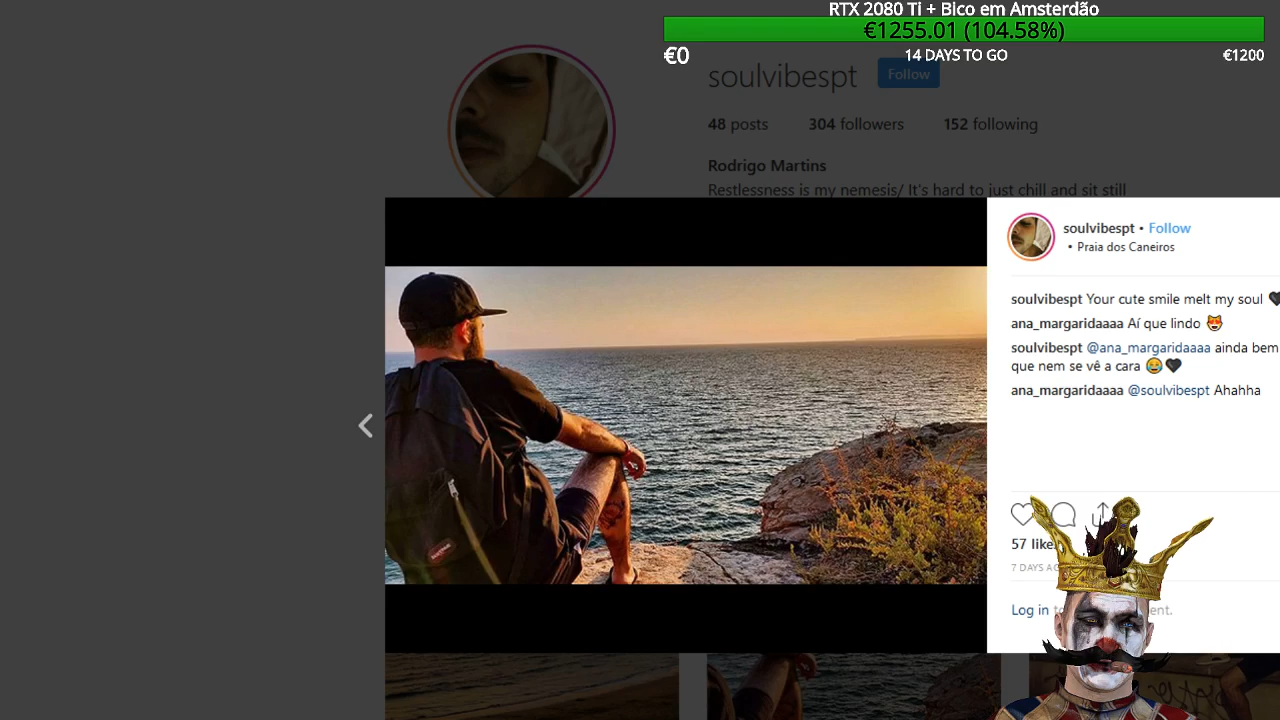 RTX 2080 Ti + Bico em Amsterdão
€1255.01 (104.58%)
€0
14 DAYS TO GO
€1200
soulvibespt Follow
48 posts 304 followers 152 following
Rodrigo Martins
Restlessness is my nemesis/ It's hard to just chill and sit still
soulvibespt • Follow
• Praia dos Caneiros
soulvibespt Your cute smile melt my soul 🖤
ana_margaridaaaa Aí que lindo 😻
soulvibespt @ana_margaridaaaa ainda bem
que nem se vê a cara 😂🖤
ana_margaridaaaa @soulvibespt Ahahha
57 like
7 DAYS AG
Log in to ent.